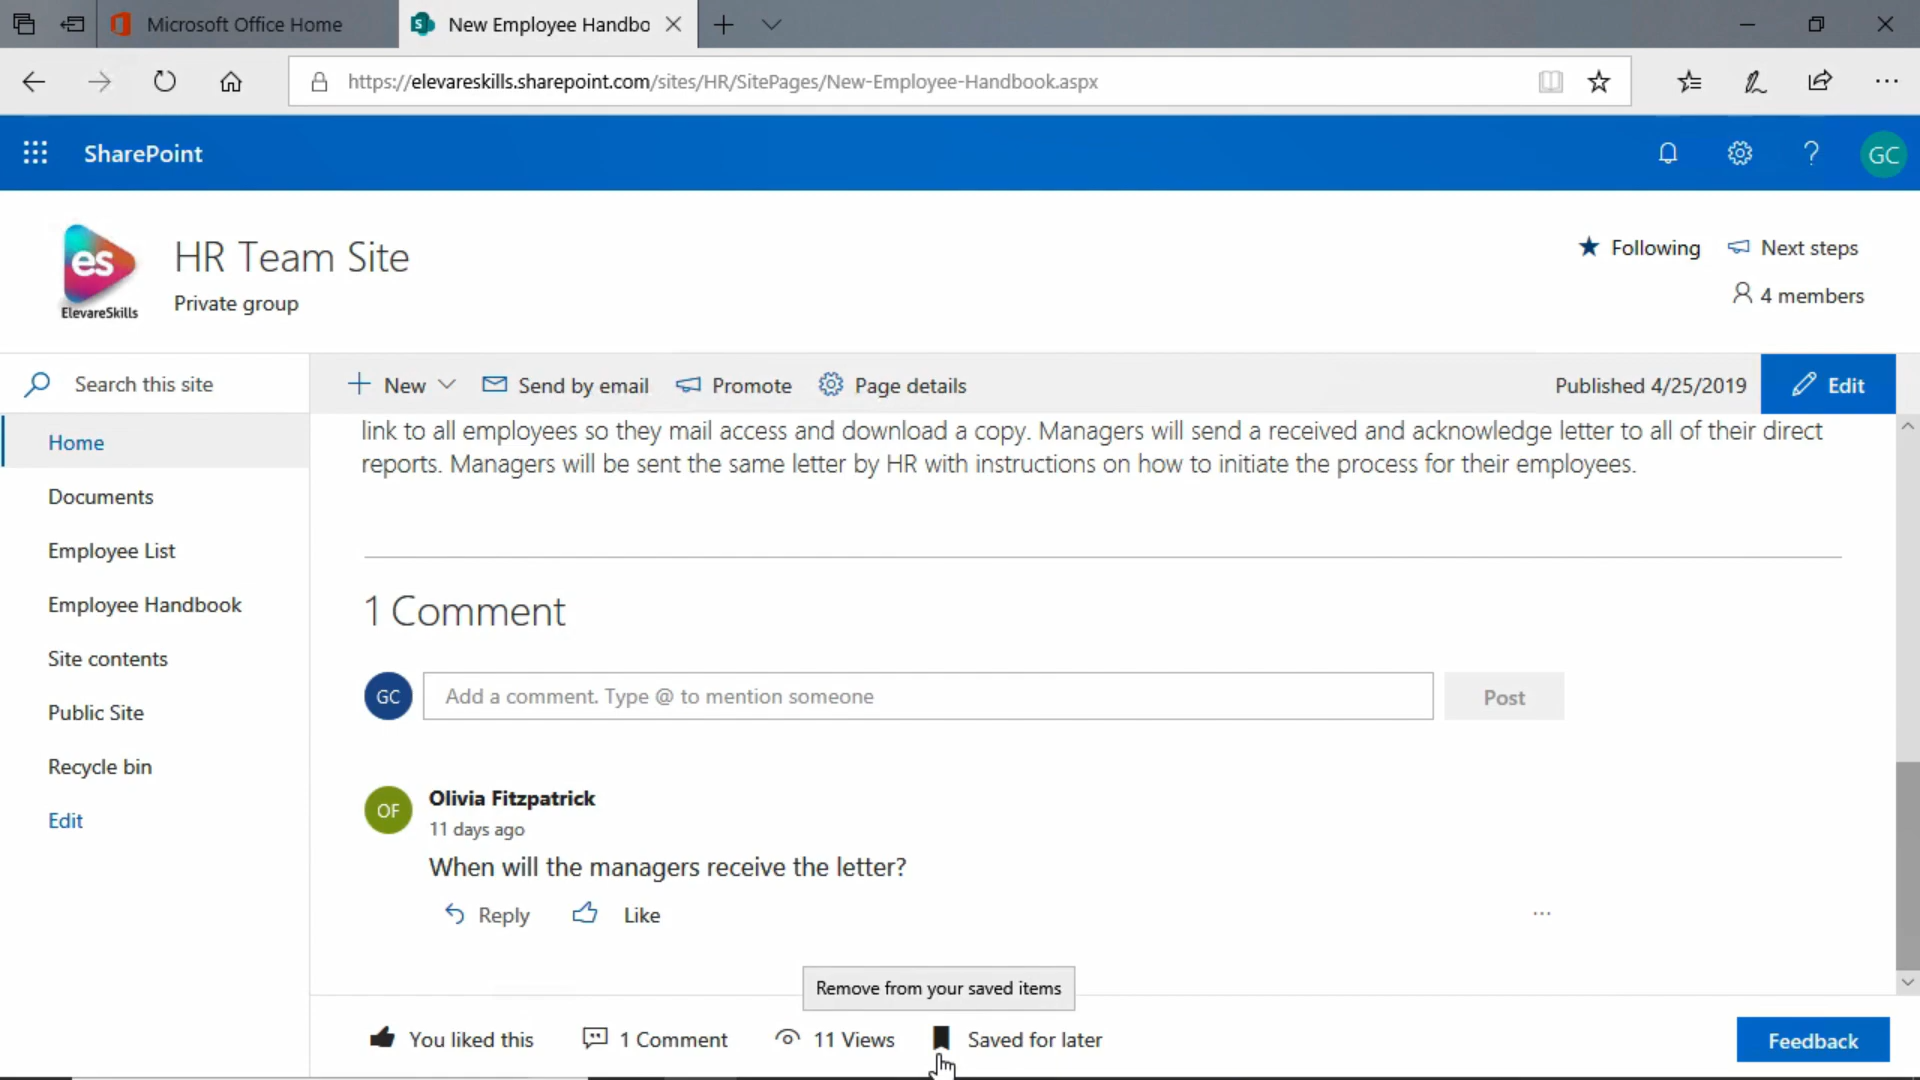 Microsoft Office Home
New Employee Handbo
https://elevareskills.sharepoint.com/sites/HR/SitePages/New-Employee-Handbook.aspx
SharePoint
GC
es
ElevareSkills
HR Team Site
Private group
Following
Next steps
4 members
Search this site
New
Send by email
Promote
Page details
Published 4/25/2019
Edit
Home
Documents
Employee List
Employee Handbook
Site contents
Public Site
Recycle bin
Edit
link to all employees so they mail access and download a copy. Managers will send a received and acknowledge letter to all of their direct
reports. Managers will be sent the same letter by HR with instructions on how to initiate the process for their employees.
1 Comment
GC
Add a comment. Type @ to mention someone
Post
OF
Olivia Fitzpatrick
11 days ago
When will the managers receive the letter?
Reply
Like
Remove from your saved items
You liked this
1 Comment
11 Views
Saved for later
Feedback